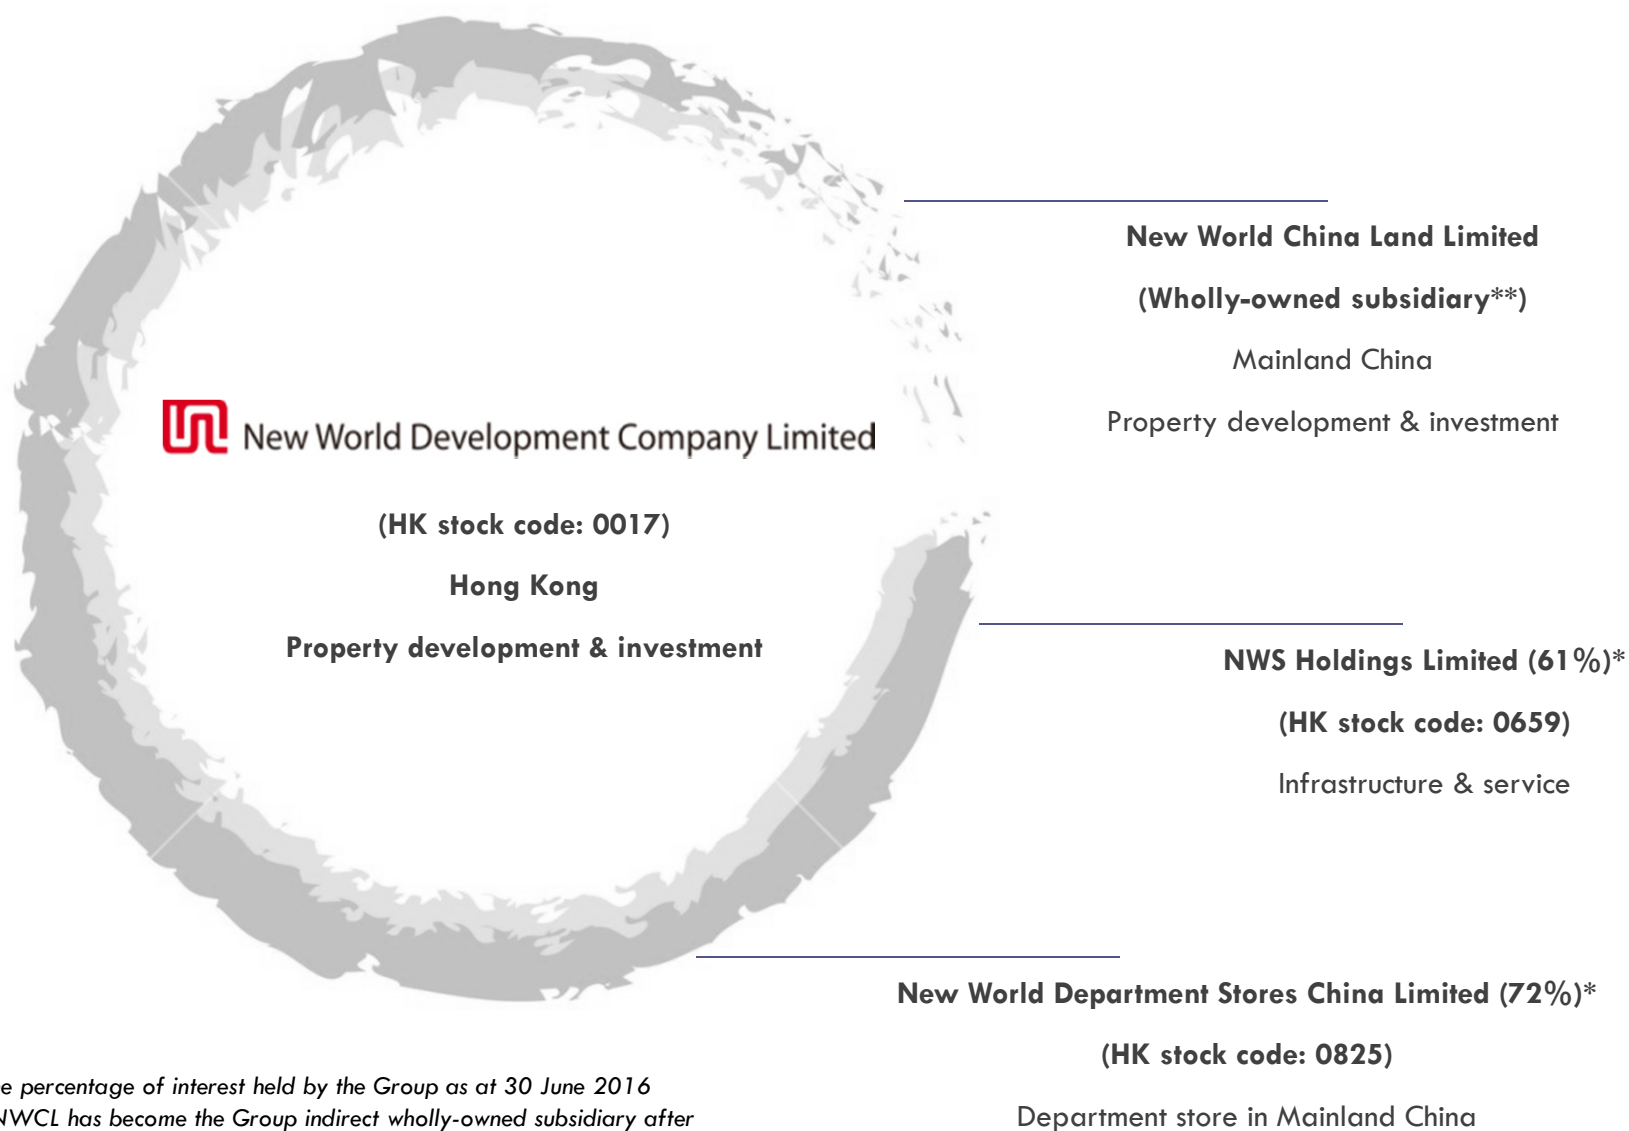 New World China Land Limited
(Wholly-owned subsidiary**)
Mainland China
Property development & investment
New World Development Company Limited
(HK stock code: 0017)
Hong Kong
Property development & investment
NWS Holdings Limited (61%)*
(HK stock code: 0659)
Infrastructure & service
New World Department Stores China Limited (72%)*
(HK stock code: 0825)
Department store in Mainland China
percentage of interest held by the Group as at 30 June 2016
NWCL has become the Group indirect wholly-owned subsidiary after